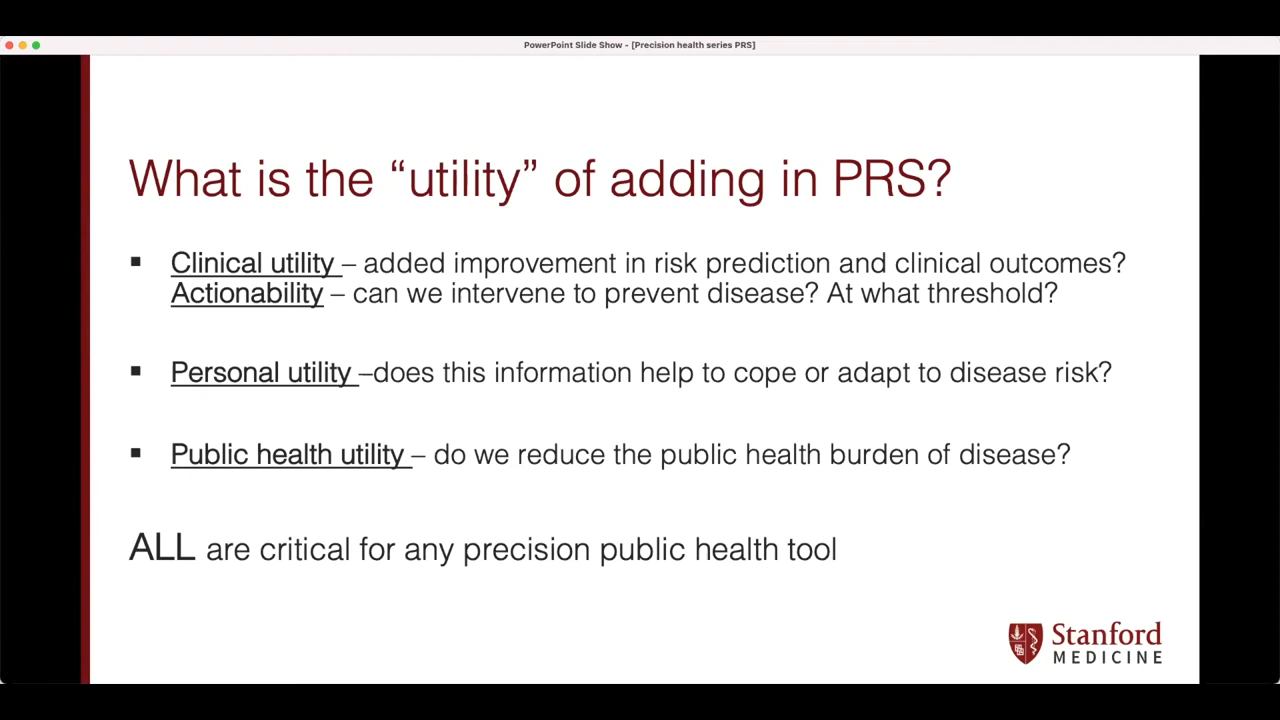 PowerPoint Slide Show - [Precision health series PRS]
What is the “utility” of adding in PRS?
▪ Clinical utility – added improvement in risk prediction and clinical outcomes?
Actionability – can we intervene to prevent disease? At what threshold?
▪ Personal utility –does this information help to cope or adapt to disease risk?
▪ Public health utility – do we reduce the public health burden of disease?
ALL are critical for any precision public health tool
Stanford
MEDICINE